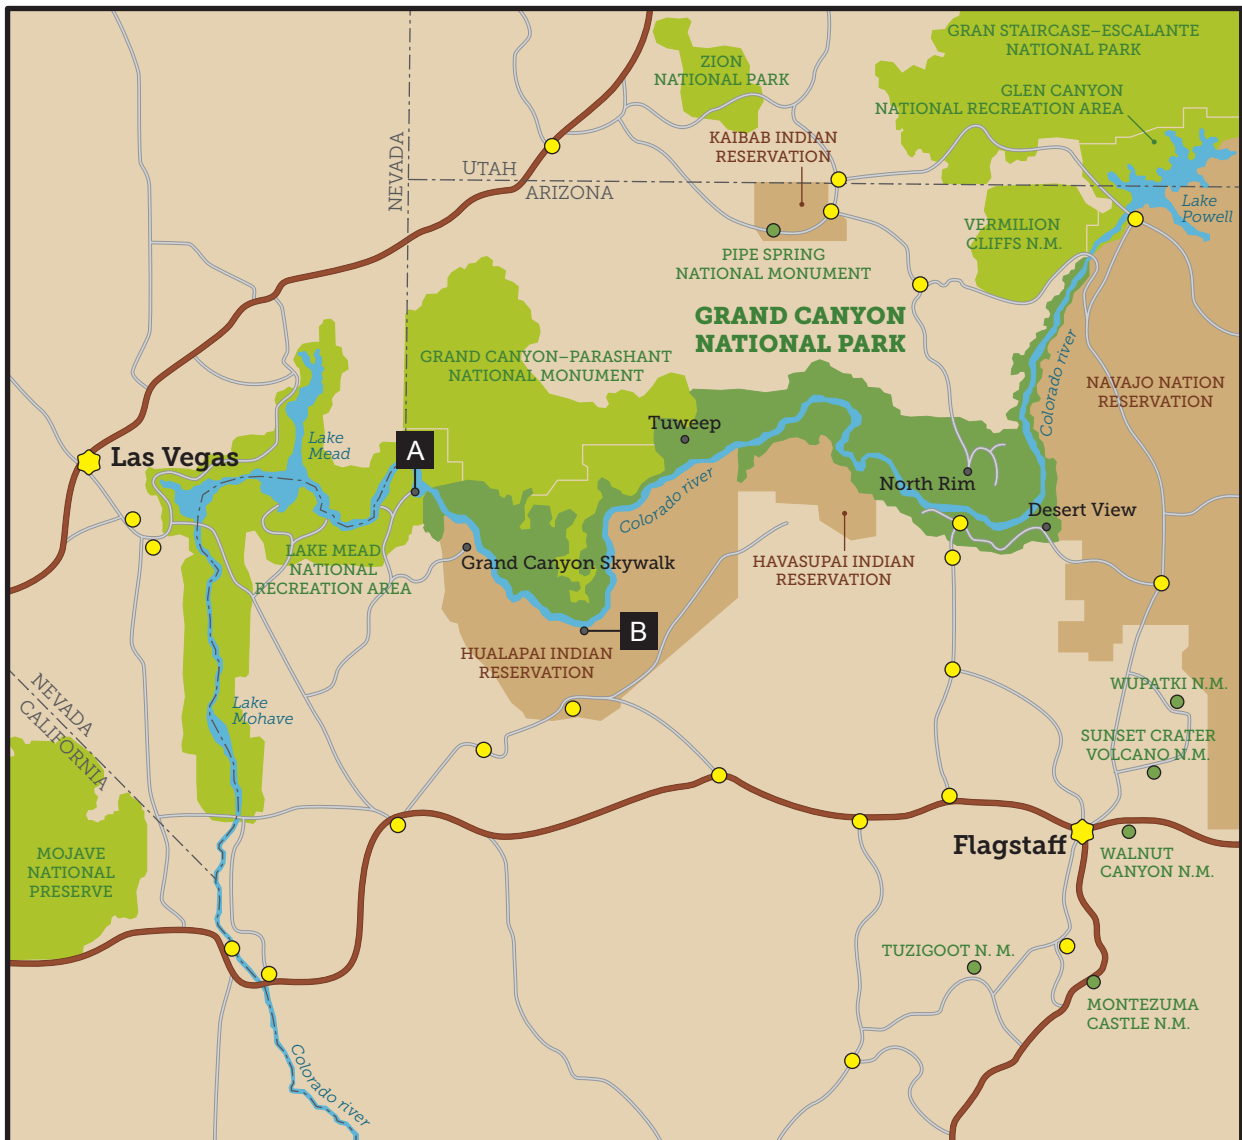 GRAN STAIRCASE–ESCALANTE
NATIONAL PARK
ZION
NATIONAL PARK
GLEN CANYON
NATIONAL RECREATION AREA
KAIBAB INDIAN
RESERVATION
NEVADA
UTAH
ARIZONA
Lake
Powell
VERMILION
CLIFFS N.M.
PIPE SPRING
NATIONAL MONUMENT
GRAND CANYON
NATIONAL PARK
GRAND CANYON–PARASHANT
NATIONAL MONUMENT
Colorado river
NAVAJO NATION
RESERVATION
Tuweep
Lake
Mead
A
Las Vegas
North Rim
Colorado river
Desert View
LAKE MEAD
NATIONAL
RECREATION AREA
Grand Canyon Skywalk
HAVASUPAI INDIAN
RESERVATION
B
HUALAPAI INDIAN
RESERVATION
NEVADA
CALIFORNIA
Lake
Mohave
WUPATKI N.M.
SUNSET CRATER
VOLCANO N.M.
MOJAVE
NATIONAL
PRESERVE
Flagstaff
WALNUT
CANYON N.M.
TUZIGOOT N. M.
MONTEZUMA
CASTLE N.M.
Colorado river